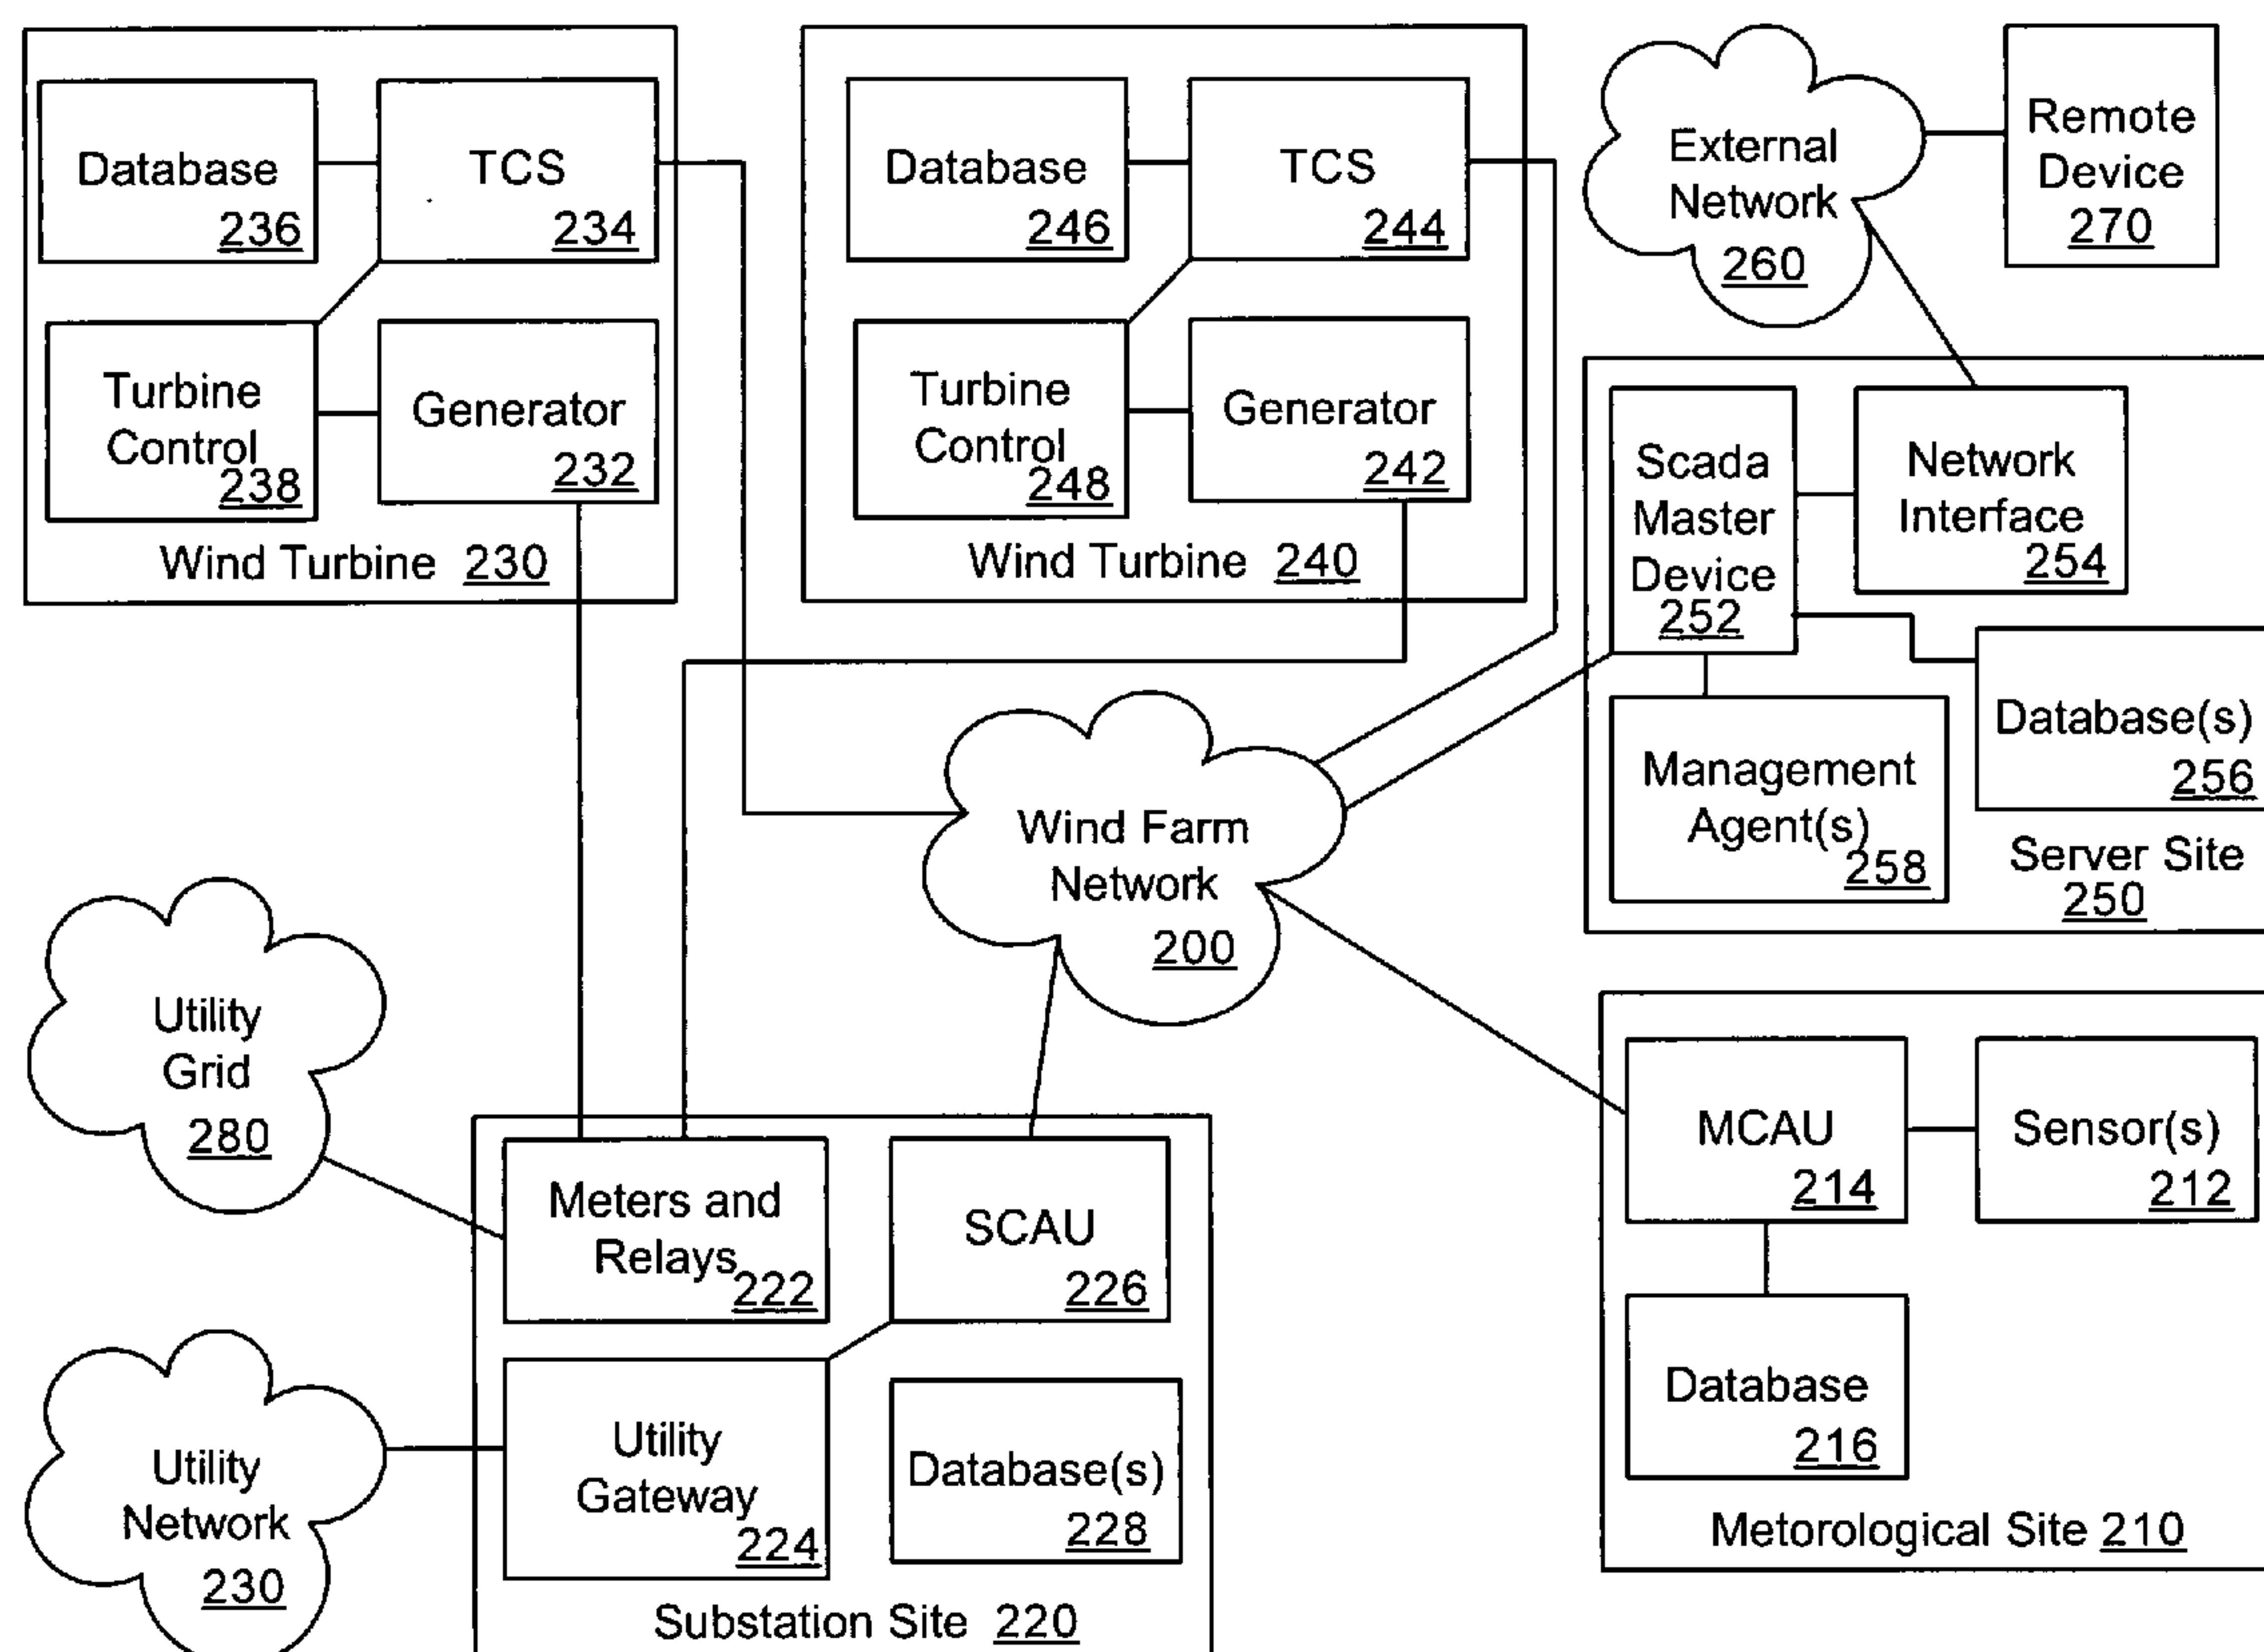 Database
236
TCS
234
Turbine
Control
238
Generator
232
Wind Turbine 230
Database
246
TCS
244
Turbine
Control
248
Generator
242
Wind Turbine 240
External
Network
260
Remote
Device
270
Scada
Master
Device
252
Network
Interface
254
Database(s)
256
Management
Agent(s)
258
Server Site
250
Wind Farm
Network
200
Utility
Grid
280
Utility
Network
230
Meters and
Relays
222
SCAU
226
Utility
Gateway
224
Database(s)
228
Substation Site 220
MCAU
214
Sensor(s)
212
Database
216
Metorological Site 210